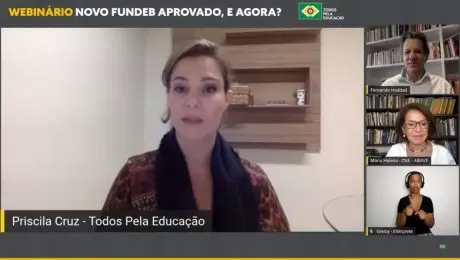 WEBINÁRIO NOVO FUNDEB APROVADO, E AGORA?
TODOS
PELA
EDUCAÇÃO
Fernando Haddad
Maria Helena - CNE - ABAVE
Priscila Cruz - Todos Pela Educação
- Intérprete